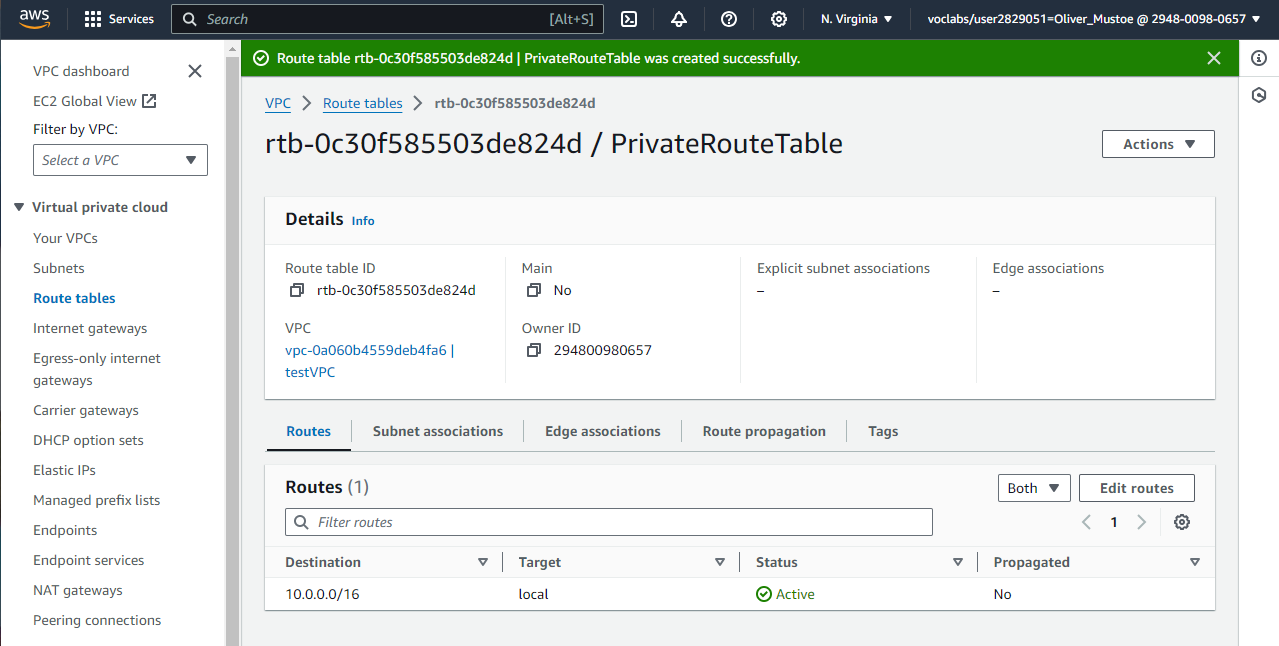 aws Services Search [Alt+S] N. Virginia voclabs/user2829051=Oliver_Mustoe @ 2948-0098-0657
VPC dashboard
EC2 Global View
Filter by VPC:
Select a VPC
Virtual private cloud
Your VPCs
Subnets
Route tables
Internet gateways
Egress-only internet
gateways
Carrier gateways
DHCP option sets
Elastic IPs
Managed prefix lists
Endpoints
Endpoint services
NAT gateways
Peering connections
Route table rtb-0c30f585503de824d | PrivateRouteTable was created successfully.
VPC Route tables rtb-0c30f585503de824d
rtb-0c30f585503de824d / PrivateRouteTable
Actions
Details Info
Route table ID
rtb-0c30f585503de824d
Main
No
Explicit subnet associations
–
Edge associations
–
VPC
vpc-0a060b4559deb4fa6 |
testVPC
Owner ID
294800980657
Routes Subnet associations Edge associations Route propagation Tags
Routes (1)
Both Edit routes
Filter routes
1
Destination Target Status Propagated
10.0.0.0/16 local Active No